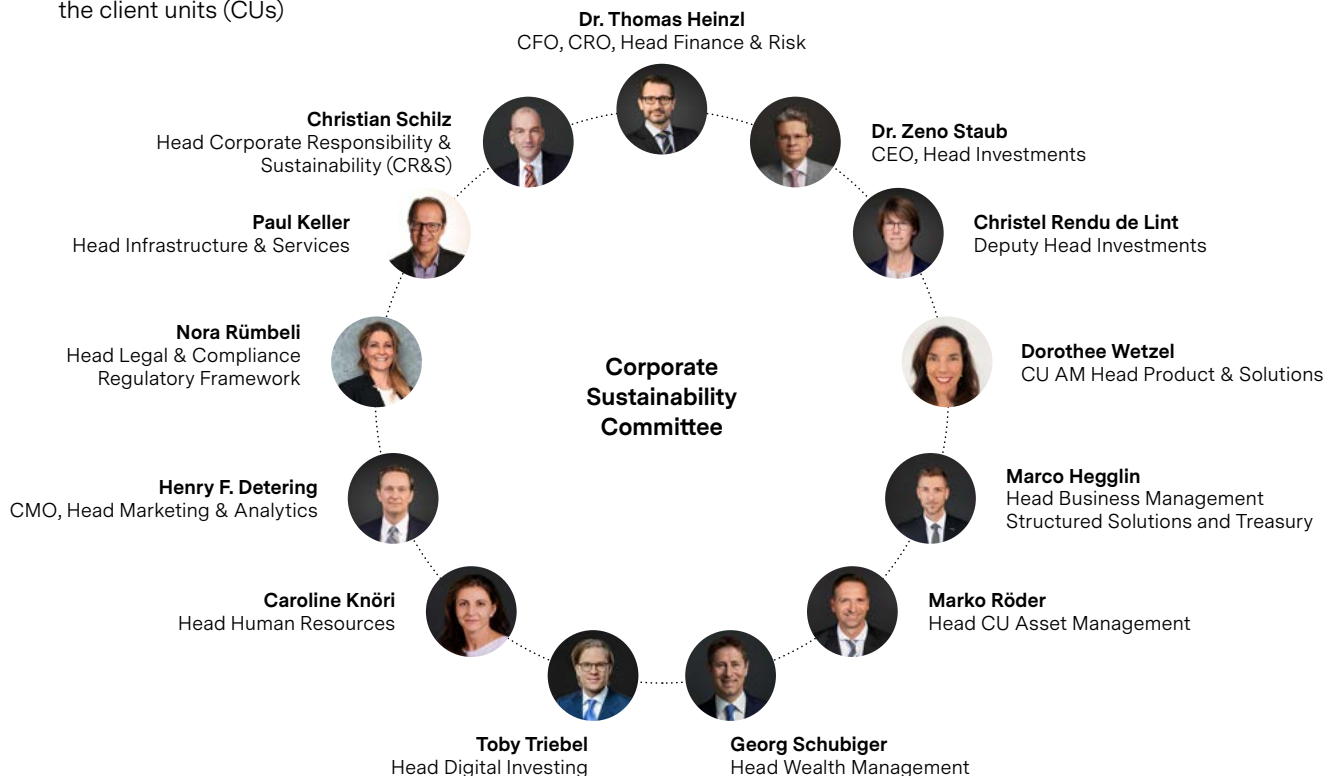 the client units (CUs)
Dr. Thomas Heinzl
CFO, CRO, Head Finance & Risk
Christian Schilz
Head Corporate Responsibility &
Sustainability (CR&S)
Dr. Zeno Staub
CEO, Head Investments
Paul Keller
Head Infrastructure & Services
Christel Rendu de Lint
Deputy Head Investments
Nora Rümbeli
Head Legal & Compliance
Regulatory Framework
Dorothee Wetzel
CU AM Head Product & Solutions
Corporate
Sustainability
Committee
Henry F. Detering
CMO, Head Marketing & Analytics
Marco Hegglin
Head Business Management
Structured Solutions and Treasury
Caroline Knöri
Head Human Resources
Marko Röder
Head CU Asset Management
Toby Triebel
Head Digital Investing
Georg Schubiger
Head Wealth Management